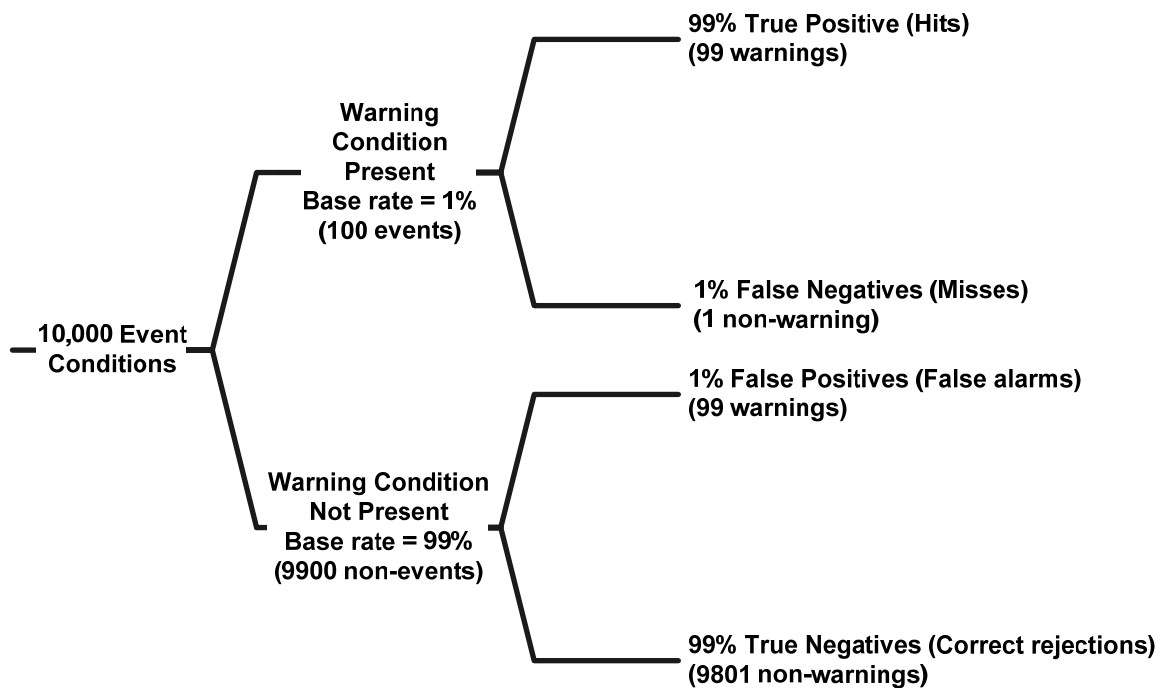 99% True Positive (Hits)
(99 warnings)
Warning
Condition
Present
Base rate = 1%
(100 events)
1% False Negatives (Misses)
(1 non-warning)
10,000 Event
Conditions
1% False Positives (False alarms)
(99 warnings)
Warning Condition
Not Present
Base rate = 99%
(9900 non-events)
99% True Negatives (Correct rejections)
(9801 non-warnings)